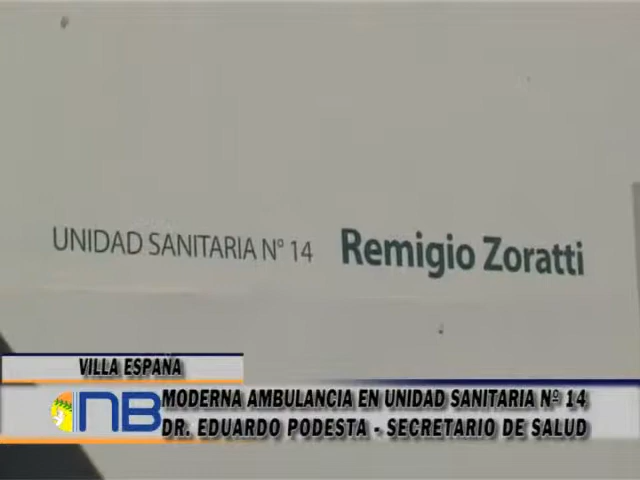 UNIDAD SANITARIA N° 14 Remigio Zoratti
VILLA ESPAÑA
NB
MODERNA AMBULANCIA EN UNIDAD SANITARIA Nº 14
DR. EDUARDO PODESTA - SECRETARIO DE SALUD